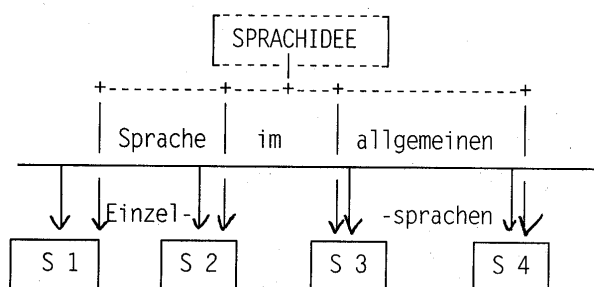 SPRACHIDEE
Sprache im allgemeinen
Einzel- -sprachen
S 1 S 2 S 3 S 4